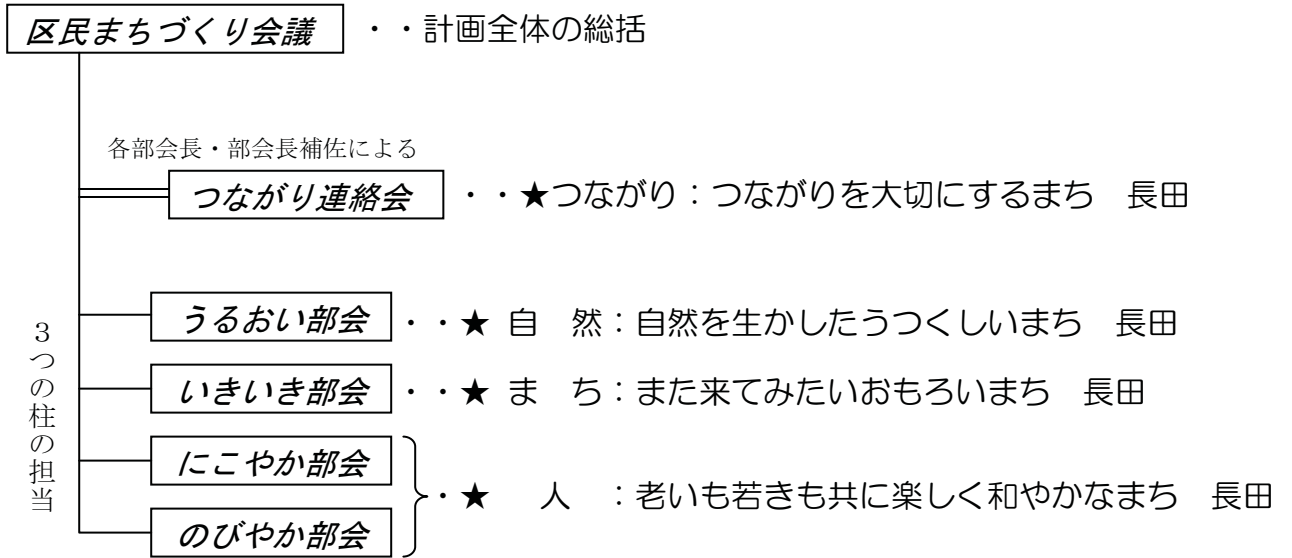 区民まちづくり会議 ・・計画全体の総括
各部会長・部会長補佐による
つながり連絡会 ・・★つながり：つながりを大切にするまち　長田
３つの柱の担当
うるおい部会 ・・★ 自　然：自然を生かしたうつくしいまち　長田
いきいき部会 ・・★ ま　ち：また来てみたいおもろいまち　長田
にこやか部会
のびやか部会
・・★　人　：老いも若きも共に楽しく和やかなまち　長田